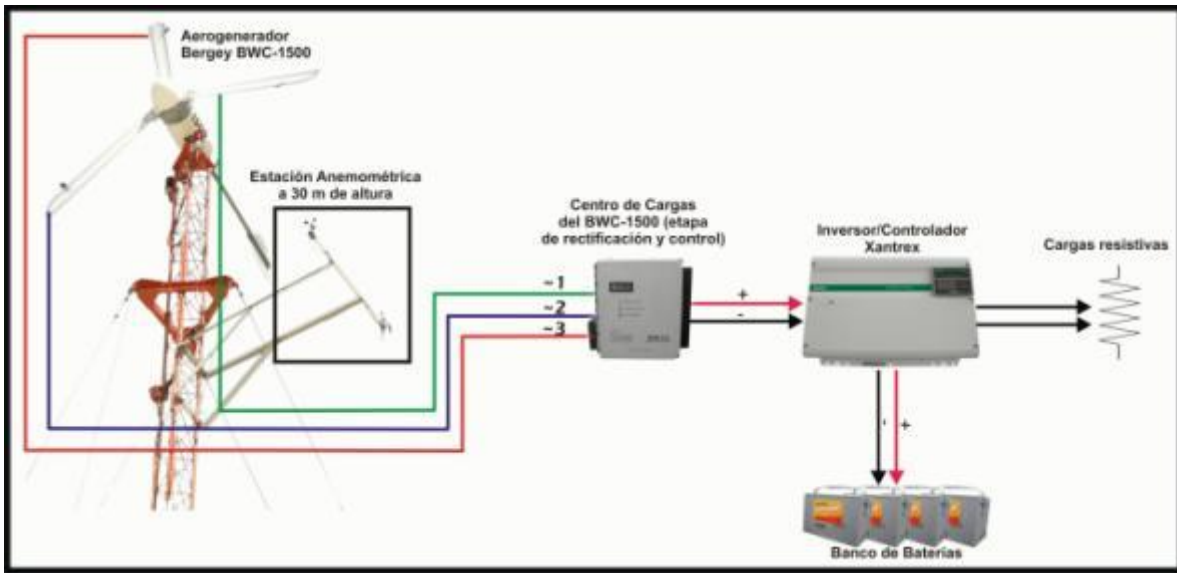 Aerogenerador
Bergey BWC-1500
Estación Anemométrica
a 30 m de altura
Centro de Cargas
del BWC-1500 (etapa
de rectificación y control)
Inversor/Controlador
Xantrex
Cargas resistivas
~1
~2
~3
+
-
-
+
Banco de Baterías